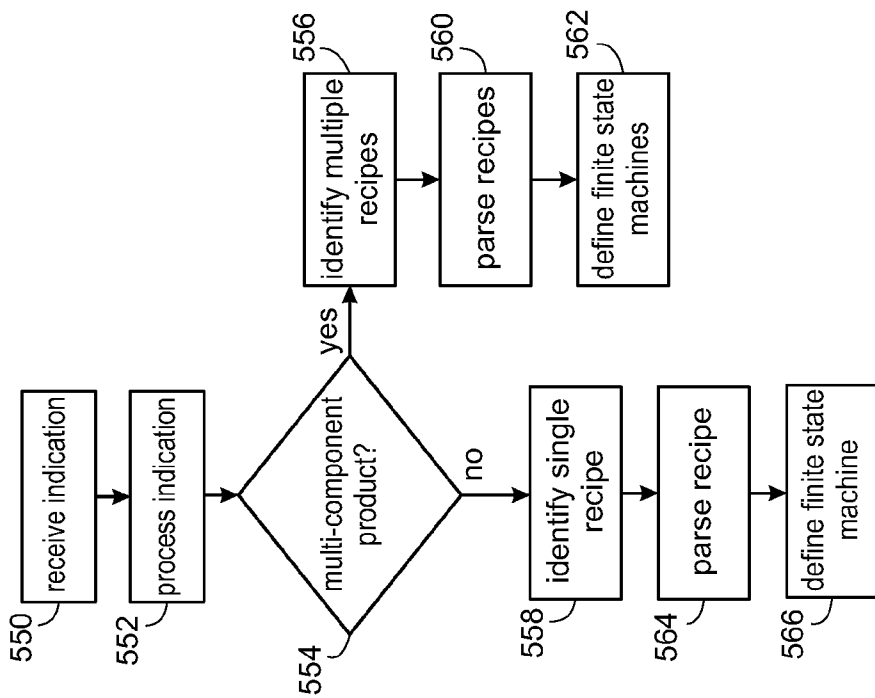 550
receive indication
552
process indication
554
multi-component
product?
yes
no
556
identify multiple
recipes
560
parse recipes
562
define finite state
machines
558
identify single
recipe
564
parse recipe
566
define finite state
machine